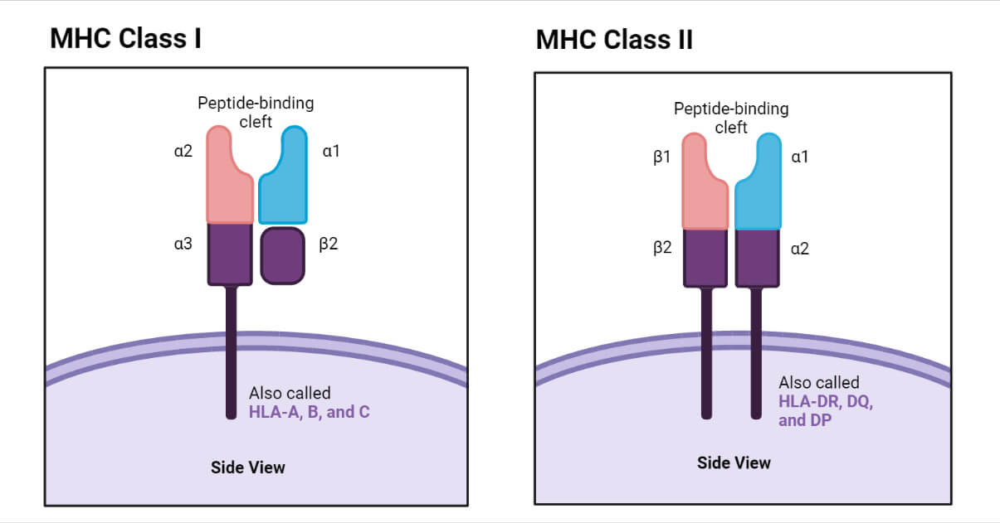 MHC Class I
Peptide-binding
cleft
α2
α1
α3
β2
Also called
HLA-A, B, and C
Side View
MHC Class II
Peptide-binding
cleft
β1
α1
β2
α2
Also called
HLA-DR, DQ,
and DP
Side View